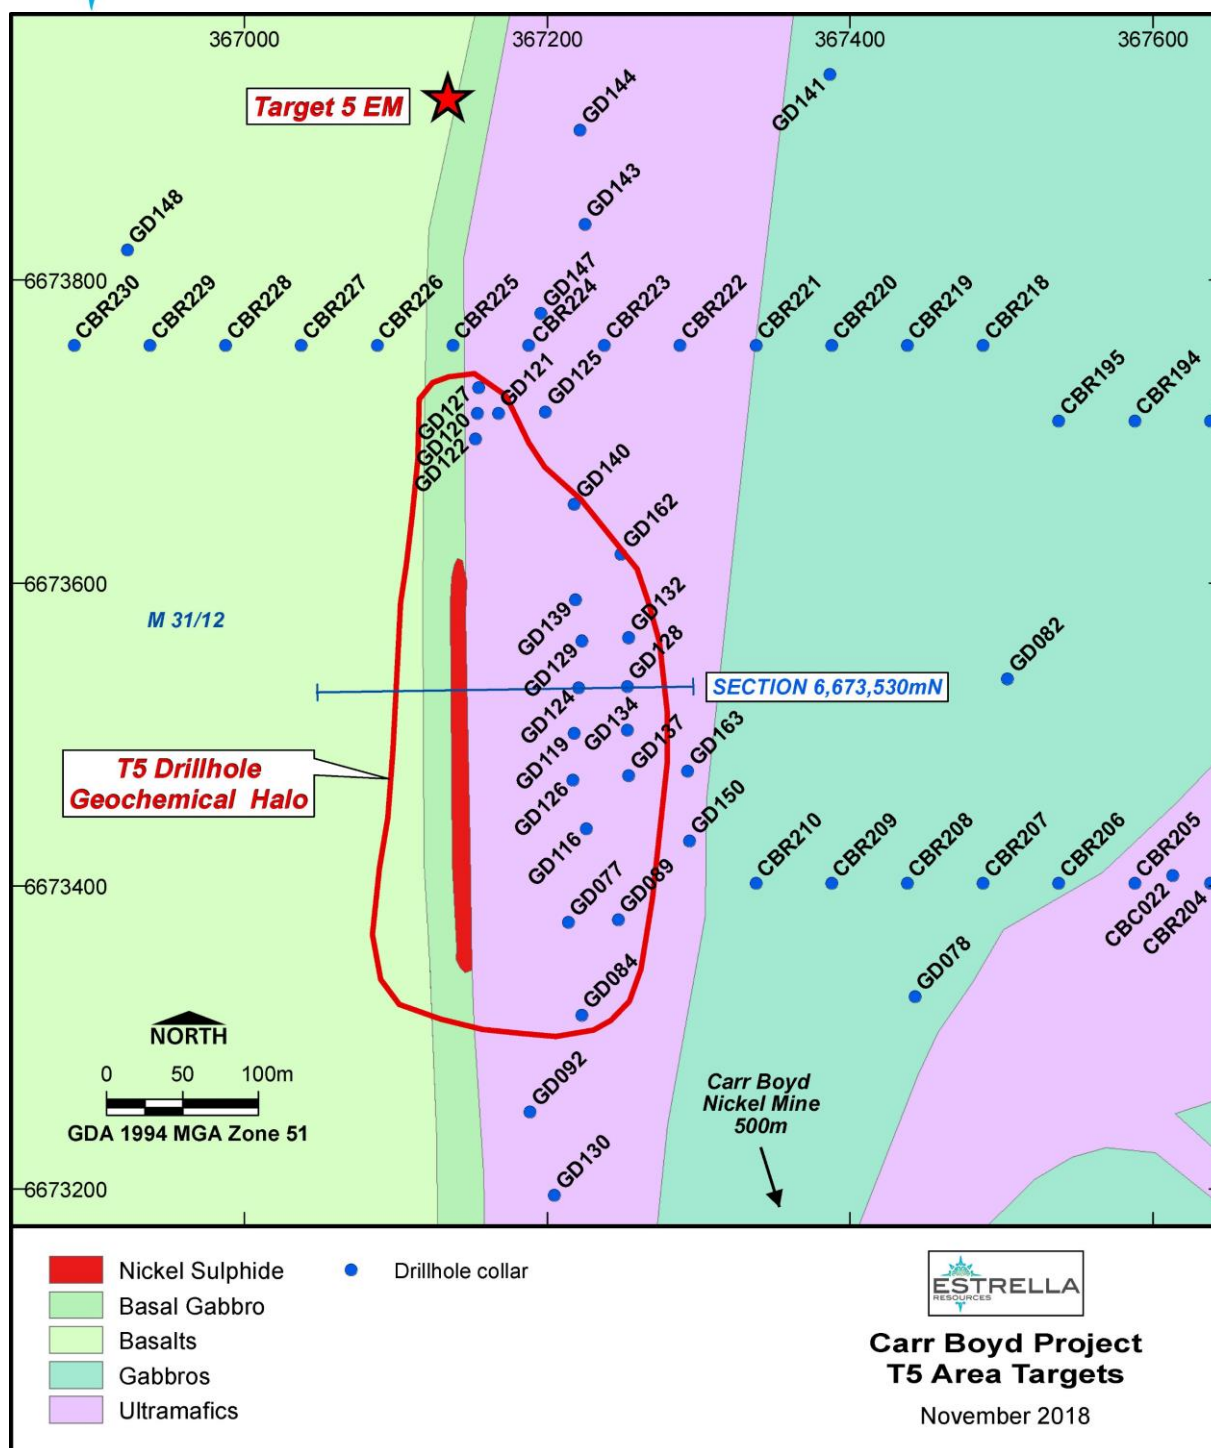 367000
367200
367400
367600
GD144
GD141
Target 5 EM
GD143
GD148
6673800
CBR230
CBR229
CBR228
CBR227
CBR226
CBR225
GD147
CBR224
CBR223
CBR222
CBR221
CBR220
CBR219
CBR218
GD127
GD121
GD125
CBR195
CBR194
GD120
GD122
GD140
GD162
6673600
M 31/12
GD139
GD132
GD129
GD128
GD082
SECTION 6,673,530mN
GD124
GD134
GD137
GD163
T5 Drillhole
Geochemical Halo
GD119
GD126
GD150
GD116
6673400
GD077
GD089
CBR210
CBR209
CBR208
CBR207
CBR206
CBR205
CBC022
CBR204
GD084
GD078
NORTH
0 50 100m
GDA 1994 MGA Zone 51
GD092
Carr Boyd
Nickel Mine
500m
GD130
6673200
Nickel Sulphide
Drillhole collar
Basal Gabbro
Basalts
Gabbros
Ultramafics
ESTRELLA
RESOURCES
Carr Boyd Project
T5 Area Targets
November 2018